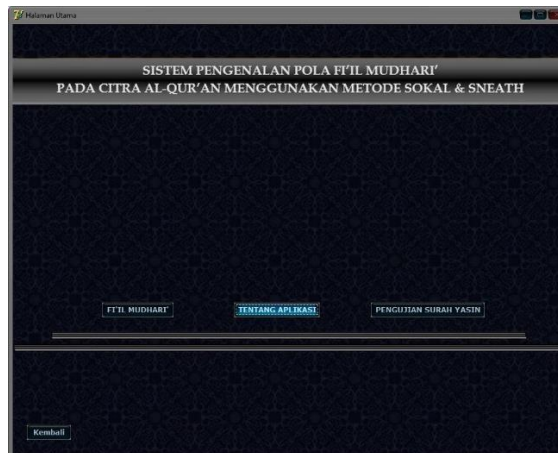 Halaman Utama
SISTEM PENGENALAN POLA FI'IL MUDHARI'
PADA CITRA AL-QUR'AN MENGGUNAKAN METODE SOKAL & SNEATH
FI'IL MUDHARI' TENTANG APLIKASI PENGUJIAN SURAH YASIN
Kembali